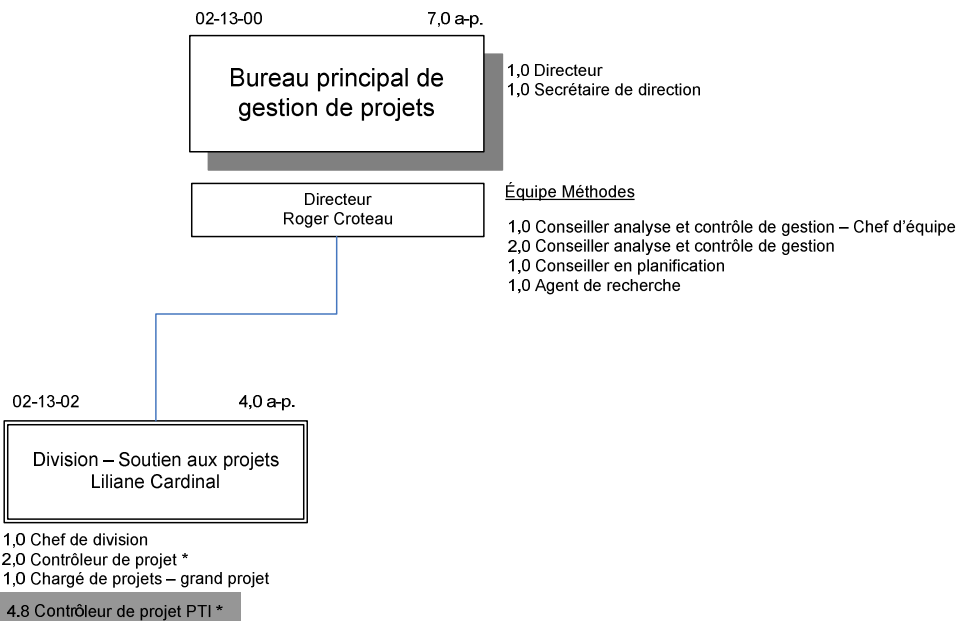 02-13-00 7,0 a-p.
Bureau principal de
gestion de projets
1,0 Directeur
1,0 Secrétaire de direction
Directeur
Roger Croteau
Équipe Méthodes
1,0 Conseiller analyse et contrôle de gestion – Chef d'équipe
2,0 Conseiller analyse et contrôle de gestion
1,0 Conseiller en planification
1,0 Agent de recherche
02-13-02 4,0 a-p.
Division – Soutien aux projets
Liliane Cardinal
1,0 Chef de division
2,0 Contrôleur de projet *
1,0 Chargé de projets – grand projet
4.8 Contrôleur de projet PTI *